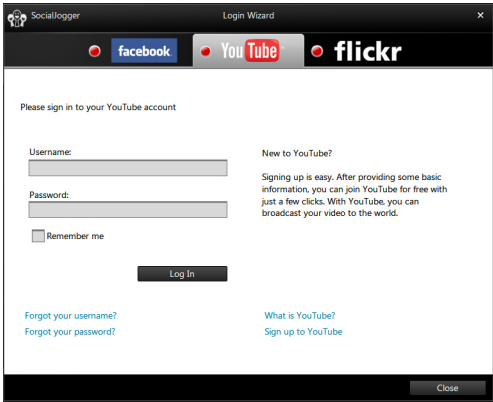 SocialJogger
Login Wizard
facebook.
You Tube
flickr
Please sign in to your YouTube account
Username:
Password:
Remember me
Log In
Forgot your username?
Forgot your password?
New to YouTube?
Signing up is easy. After providing some basic
information, you can join YouTube for free with
just a few clicks. With YouTube, you can
broadcast your video to the world.
What is YouTube?
Sign up to YouTube
Close